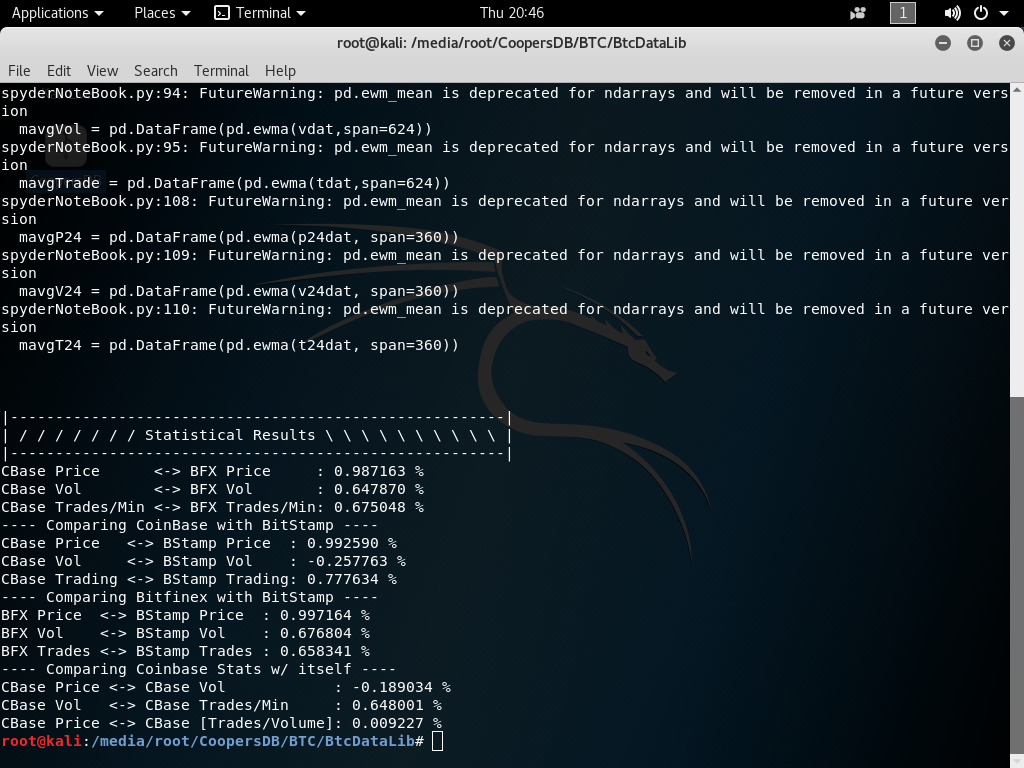 Applications Places Terminal Thu 20:46 1
root@kali: /media/root/CoopersDB/BTC/BtcDataLib
File Edit View Search Terminal Help
spyderNoteBook.py:94: FutureWarning: pd.ewm_mean is deprecated for ndarrays and will be removed in a future vers
ion
  mavgVol = pd.DataFrame(pd.ewma(vdat,span=624))
spyderNoteBook.py:95: FutureWarning: pd.ewm_mean is deprecated for ndarrays and will be removed in a future vers
ion
  mavgTrade = pd.DataFrame(pd.ewma(tdat,span=624))
spyderNoteBook.py:108: FutureWarning: pd.ewm_mean is deprecated for ndarrays and will be removed in a future ver
sion
  mavgP24 = pd.DataFrame(pd.ewma(p24dat, span=360))
spyderNoteBook.py:109: FutureWarning: pd.ewm_mean is deprecated for ndarrays and will be removed in a future ver
sion
  mavgV24 = pd.DataFrame(pd.ewma(v24dat, span=360))
spyderNoteBook.py:110: FutureWarning: pd.ewm_mean is deprecated for ndarrays and will be removed in a future ver
sion
  mavgT24 = pd.DataFrame(pd.ewma(t24dat, span=360))
|-------------------------------------------------------|
| / / / / / / / Statistical Results \ \ \ \ \ \ \ \ \ \ |
|-------------------------------------------------------|
CBase Price      <-> BFX Price     : 0.987163 %
CBase Vol        <-> BFX Vol       : 0.647870 %
CBase Trades/Min <-> BFX Trades/Min: 0.675048 %
---- Comparing CoinBase with BitStamp ----
CBase Price   <-> BStamp Price  : 0.992590 %
CBase Vol     <-> BStamp Vol    : -0.257763 %
CBase Trading <-> BStamp Trading: 0.777634 %
---- Comparing Bitfinex with BitStamp ----
BFX Price  <-> BStamp Price  : 0.997164 %
BFX Vol    <-> BStamp Vol    : 0.676804 %
BFX Trades <-> BStamp Trades : 0.658341 %
---- Comparing Coinbase Stats w/ itself ----
CBase Price <-> CBase Vol            : -0.189034 %
CBase Vol   <-> CBase Trades/Min     : 0.648001 %
CBase Price <-> CBase [Trades/Volume]: 0.009227 %
root@kali:/media/root/CoopersDB/BTC/BtcDataLib#